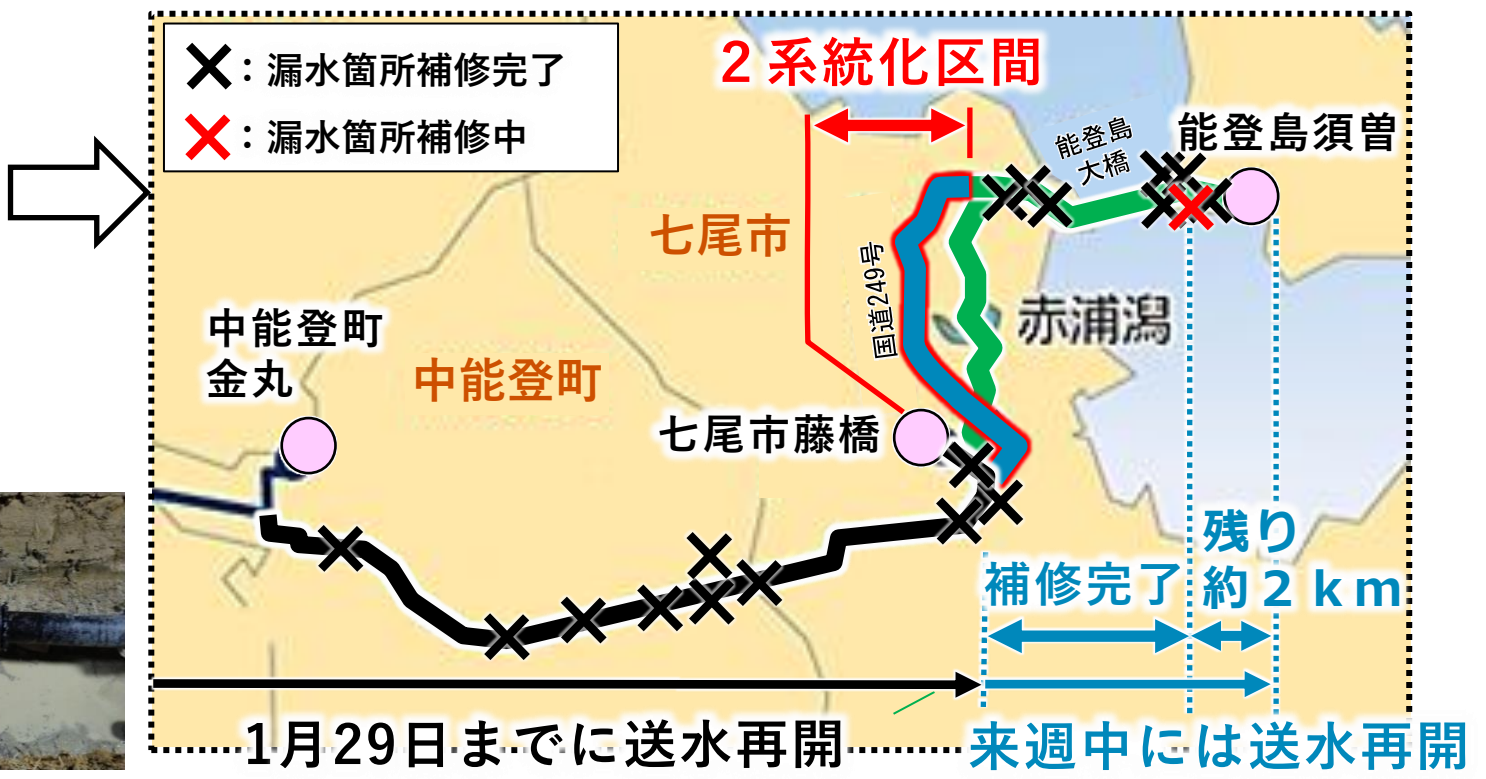 ×：漏水箇所補修完了
×：漏水箇所補修中
２系統化区間
能登島
大橋
能登島須曽
七尾市
国道249号
赤浦潟
中能登町
金丸
中能登町
七尾市藤橋
補修完了
残り
約２ｋｍ
1月29日までに送水再開
来週中には送水再開